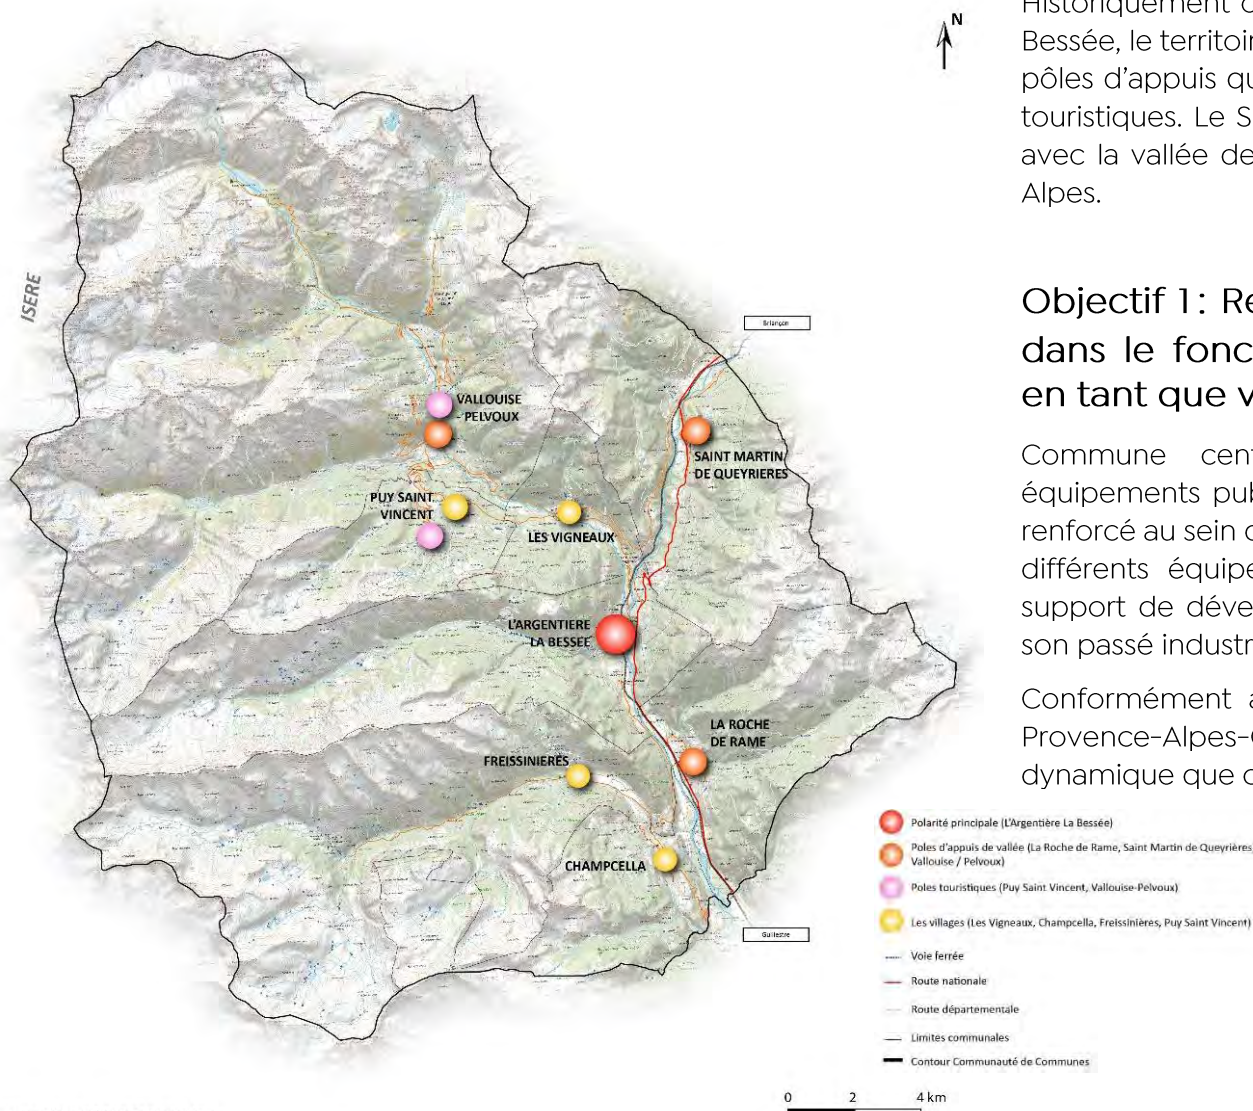 N
ISERE
Briançon
VALLOUISE
- PELVOUX
SAINT MARTIN
DE QUEYRIERES
PUY SAINT
VINCENT
LES VIGNEAUX
L'ARGENTIERE
LA BESSEE
LA ROCHE
DE RAME
FREISSINIERES
CHAMPCELLA
Guillestre
Historiquement
Bessée, le territoir
pôles d'appuis qu
touristiques. Le S
avec la vallée de
Alpes.
Objectif 1 : Re
dans le fonc
en tant que v
Commune cent
équipements pub
renforcé au sein d
différents équipe
support de déve
son passé industr
Conformément a
Provence-Alpes-
dynamique que
Polarité principale (L'Argentière La Bessée)
Poles d'appuis de vallée (La Roche de Rame, Saint Martin de Queyrières,
Vallouise / Pelvoux)
Poles touristiques (Puy Saint Vincent, Vallouise-Pelvoux)
Les villages (Les Vigneaux, Champcella, Freissinières, Puy Saint Vincent)
Voie ferrée
Route nationale
Route départementale
Limites communales
Contour Communauté de Communes
0 2 4 km